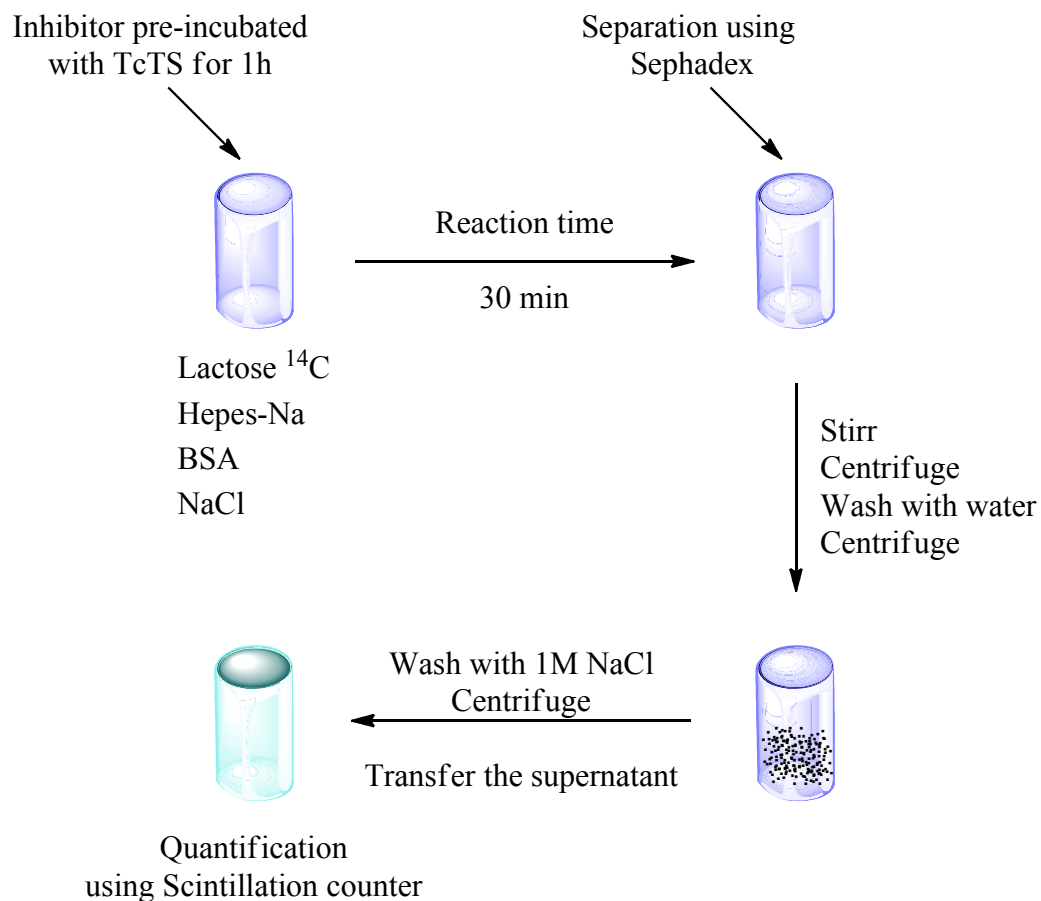 Inhibitor pre-incubated
with TcTS for 1h
Separation using
Sephadex
Reaction time
30 min
Lactose ¹⁴C
Hepes-Na
BSA
NaCl
Stirr
Centrifuge
Wash with water
Centrifuge
Wash with 1M NaCl
Centrifuge
Transfer the supernatant
Quantification
using Scintillation counter